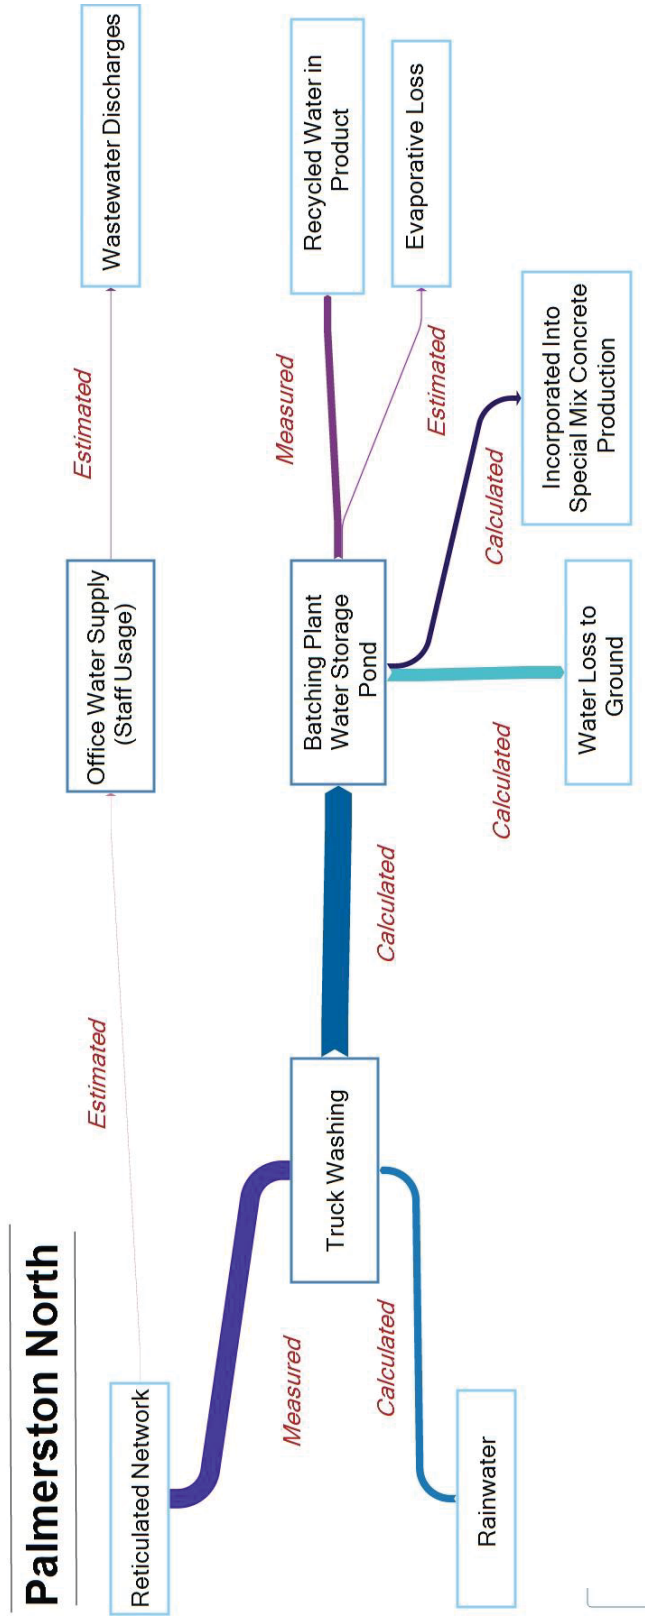 Palmerston North
Reticulated Network
Estimated
Office Water Supply
(Staff Usage)
Estimated
Wastewater Discharges
Measured
Truck Washing
Calculated
Rainwater
Calculated
Batching Plant
Water Storage
Pond
Measured
Recycled Water in
Product
Estimated
Evaporative Loss
Calculated
Incorporated Into
Special Mix Concrete
Production
Calculated
Water Loss to
Ground